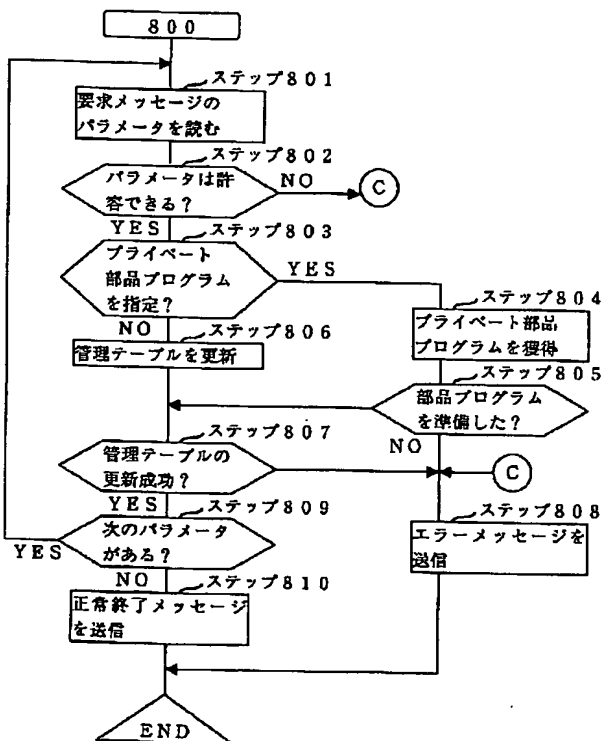 800
ステップ801
要求メッセージの
パラメータを読む
ステップ802
パラメータは許
容できる?
NO
C
YES
ステップ803
プライベート
部品プログラム
を指定?
YES
ステップ804
プライベート部品
プログラムを獲得
NO
ステップ806
管理テーブルを更新
ステップ805
部品プログラム
を準備した?
NO
ステップ807
管理テーブルの
更新成功?
C
YES
ステップ809
次のパラメータ
がある?
YES
ステップ808
エラーメッセージを
送信
NO
ステップ810
正常終了メッセージ
を送信
END